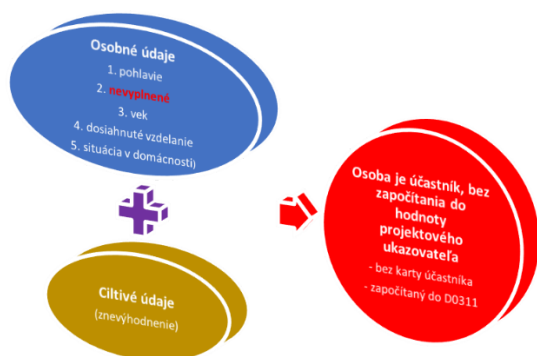 Osobné údaje
1. pohlavie
2. nevyplnené
3. vek
4. dosiahnuté vzdelanie
5. situácia v domácnosti)
Citlivé údaje
(znevýhodnenie)
Osoba je účastník, bez
započítania do
hodnoty
projektového
ukazovateľa
- bez karty účastníka
- započítaný do D0311